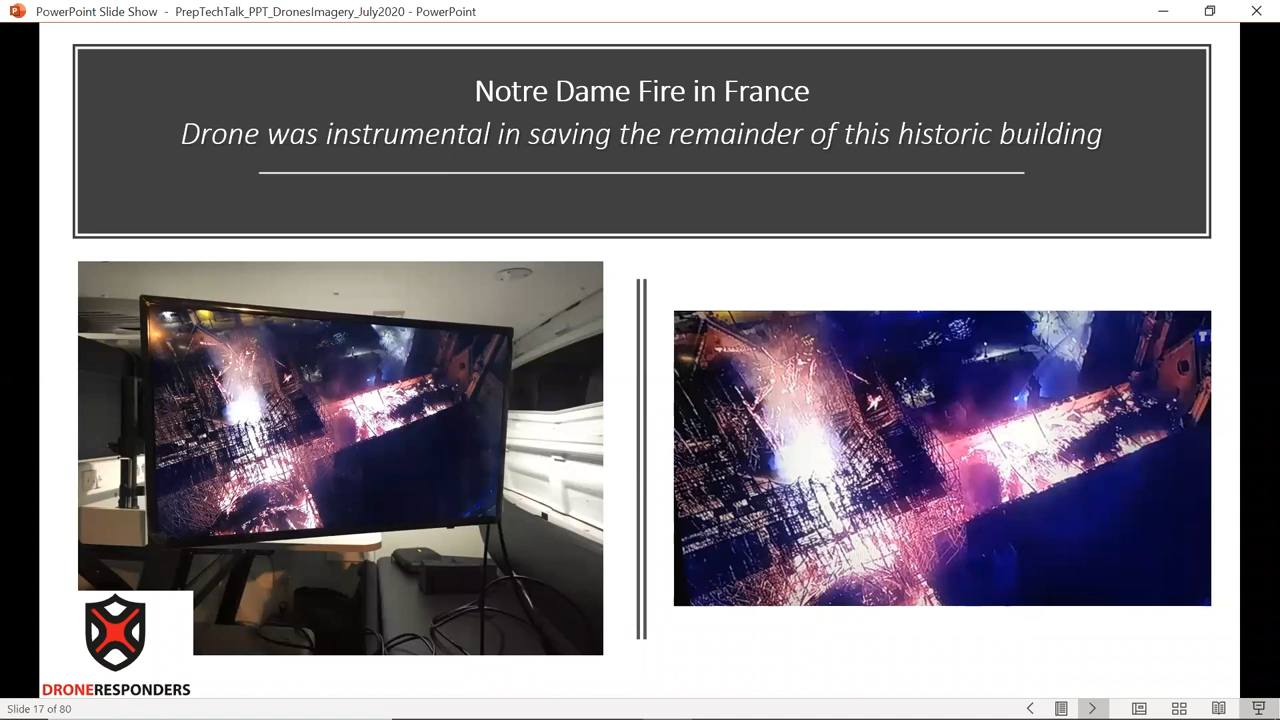 PowerPoint Slide Show - PrepTechTalk_PPT_DronesImagery_July2020 - PowerPoint
Notre Dame Fire in France
Drone was instrumental in saving the remainder of this historic building
DRONERESPONDERS
Slide 17 of 80